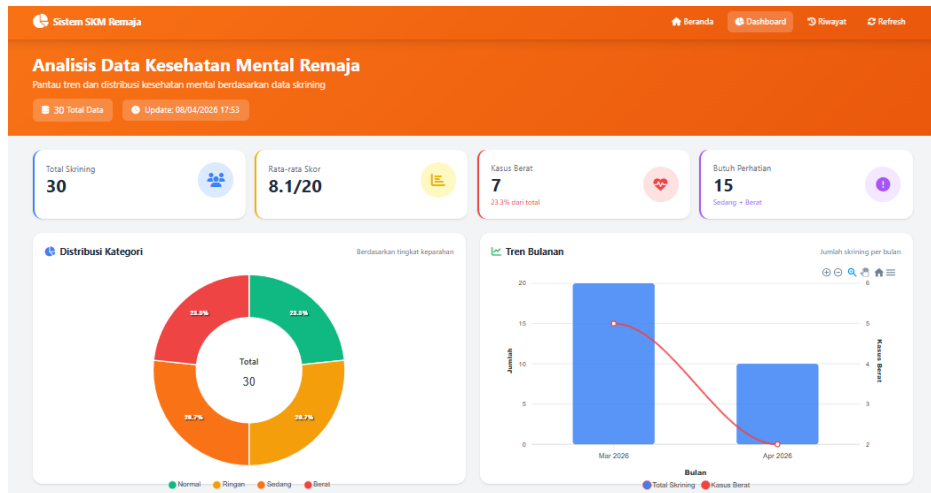 Sistem SKM Remaja
Beranda
Dashboard
Riwayat
Refresh
Analisis Data Kesehatan Mental Remaja
Pantau tren dan distribusi kesehatan mental berdasarkan data skrining
30 Total Data
Update: 08/04/2026 17:53
Total Skrining
30
Rata-rata Skor
8.1/20
Kasus Berat
7
23.3% dari total
Butuh Perhatian
15
Sedang + Berat
Distribusi Kategori
Berdasarkan tingkat keparahan
23.3%
23.3%
Total
30
26.7%
26.7%
Normal
Ringan
Sedang
Berat
Tren Bulanan
Jumlah skrining per bulan
20
15
10
5
0
Jumlah
6
5
4
3
2
Kasus Berat
Mar 2026
Apr 2026
Bulan
Total Skrining
Kasus Berat